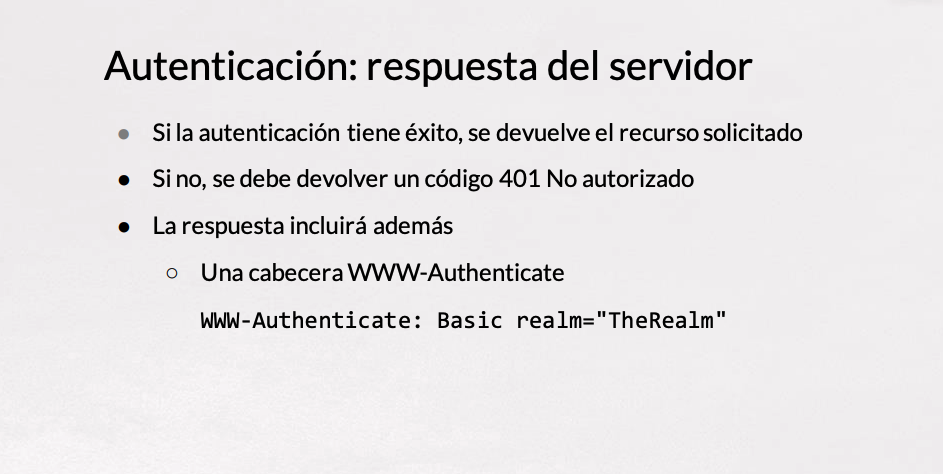 Autenticación: respuesta del servidor
● Si la autenticación tiene éxito, se devuelve el recurso solicitado
● Si no, se debe devolver un código 401 No autorizado
● La respuesta incluirá además
○ Una cabecera WWW-Authenticate
WWW-Authenticate: Basic realm="TheRealm"